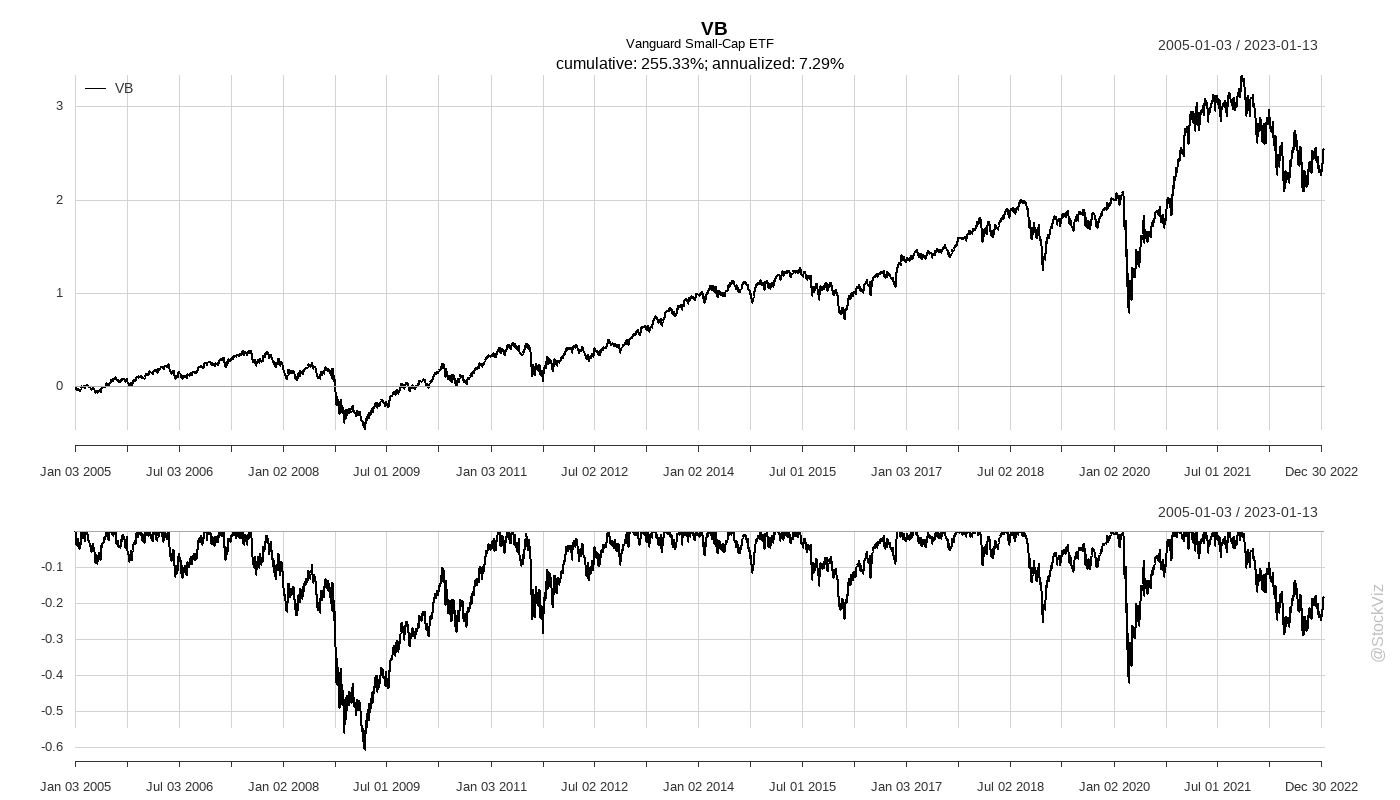 VB
Vanguard Small-Cap ETF
2005-01-03 / 2023-01-13
cumulative: 255.33%; annualized: 7.29%
VB
3
2
1
0
Jan 03 2005 Jul 03 2006 Jan 02 2008 Jul 01 2009 Jan 03 2011 Jul 02 2012 Jan 02 2014 Jul 01 2015 Jan 03 2017 Jul 02 2018 Jan 02 2020 Jul 01 2021 Dec 30 2022
2005-01-03 / 2023-01-13
-0.1
-0.2
-0.3
-0.4
-0.5
-0.6
Jan 03 2005 Jul 03 2006 Jan 02 2008 Jul 01 2009 Jan 03 2011 Jul 02 2012 Jan 02 2014 Jul 01 2015 Jan 03 2017 Jul 02 2018 Jan 02 2020 Jul 01 2021 Dec 30 2022
@StockViz